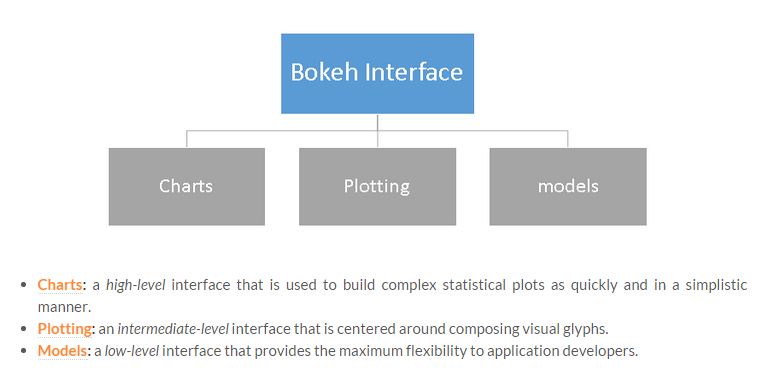 Bokeh Interface
Charts
Plotting
models
• Charts: a high-level interface that is used to build complex statistical plots as quickly and in a simplistic
manner.
• Plotting: an intermediate-level interface that is centered around composing visual glyphs.
• Models: a low-level interface that provides the maximum flexibility to application developers.